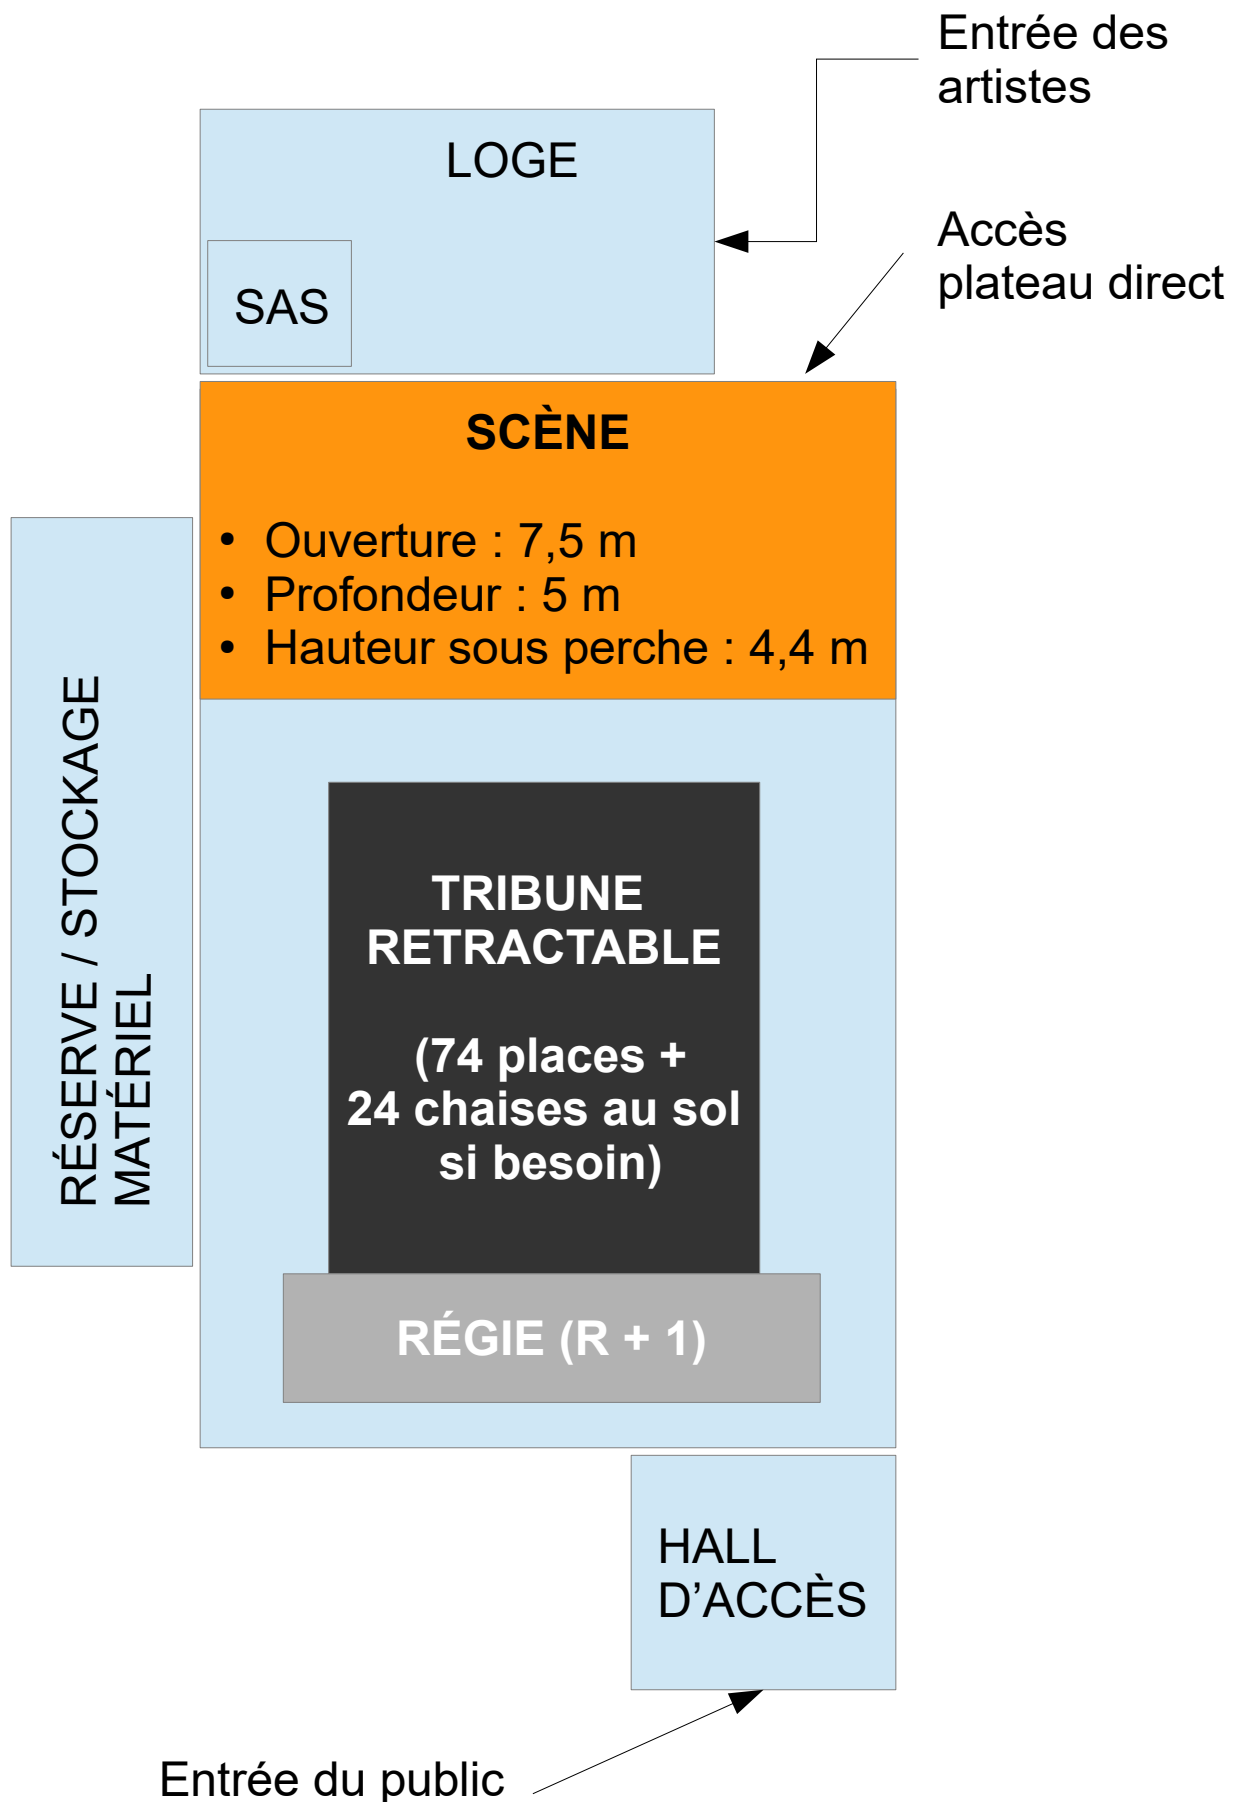 Entrée des
artistes
LOGE
SAS
Accès
plateau direct
SCÈNE
• Ouverture : 7,5 m
• Profondeur : 5 m
• Hauteur sous perche : 4,4 m
RÉSERVE / STOCKAGE
MATÉRIEL
TRIBUNE
RETRACTABLE
(74 places +
24 chaises au sol
si besoin)
RÉGIE (R + 1)
HALL
D’ACCÈS
Entrée du public